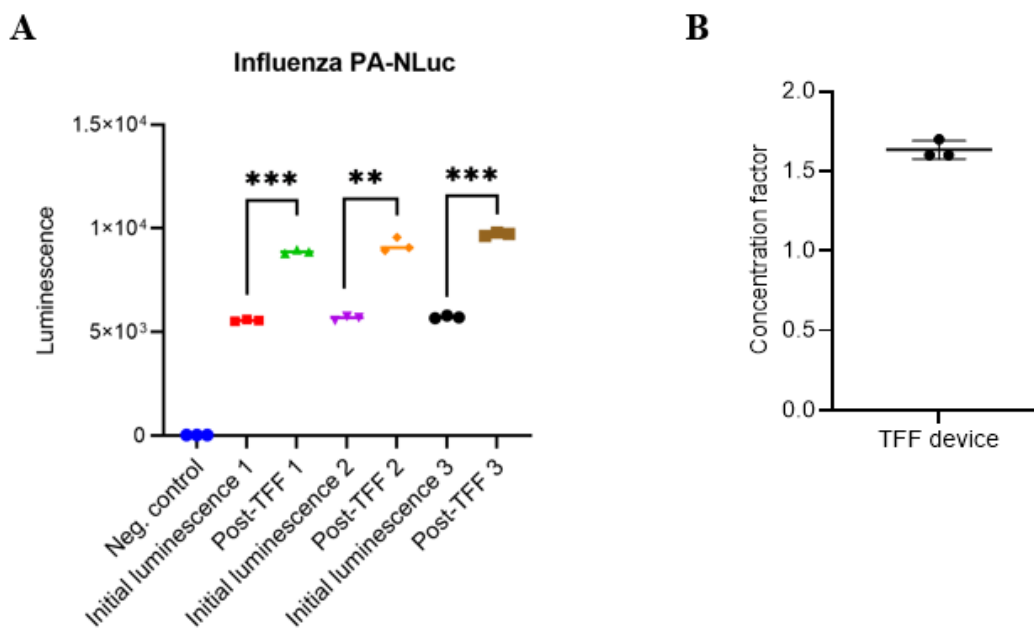 A
B
Influenza PA-NLuc
Luminescence
1.5×10⁴
1×10⁴
5×10³
0
***
**
***
Neg. control
Initial luminescence 1
Post-TFF 1
Initial luminescence 2
Post-TFF 2
Initial luminescence 3
Post-TFF 3
Concentration factor
2.0
1.5
1.0
0.5
0.0
TFF device